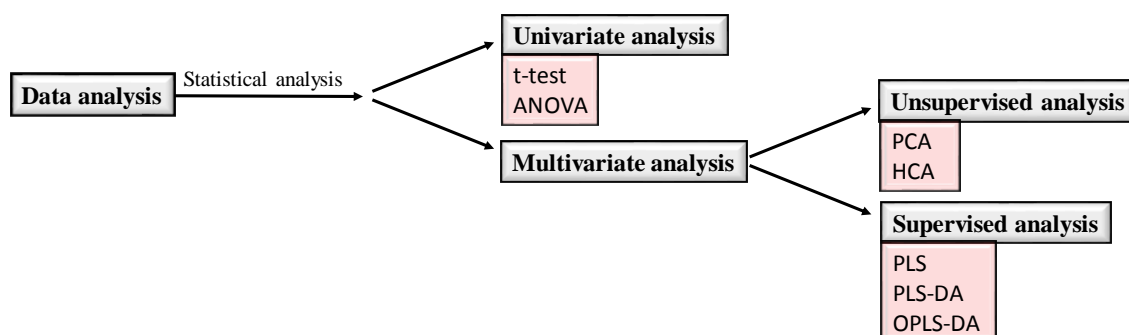 Data analysis
Statistical analysis
Univariate analysis
t-test
ANOVA
Multivariate analysis
Unsupervised analysis
PCA
HCA
Supervised analysis
PLS
PLS-DA
OPLS-DA